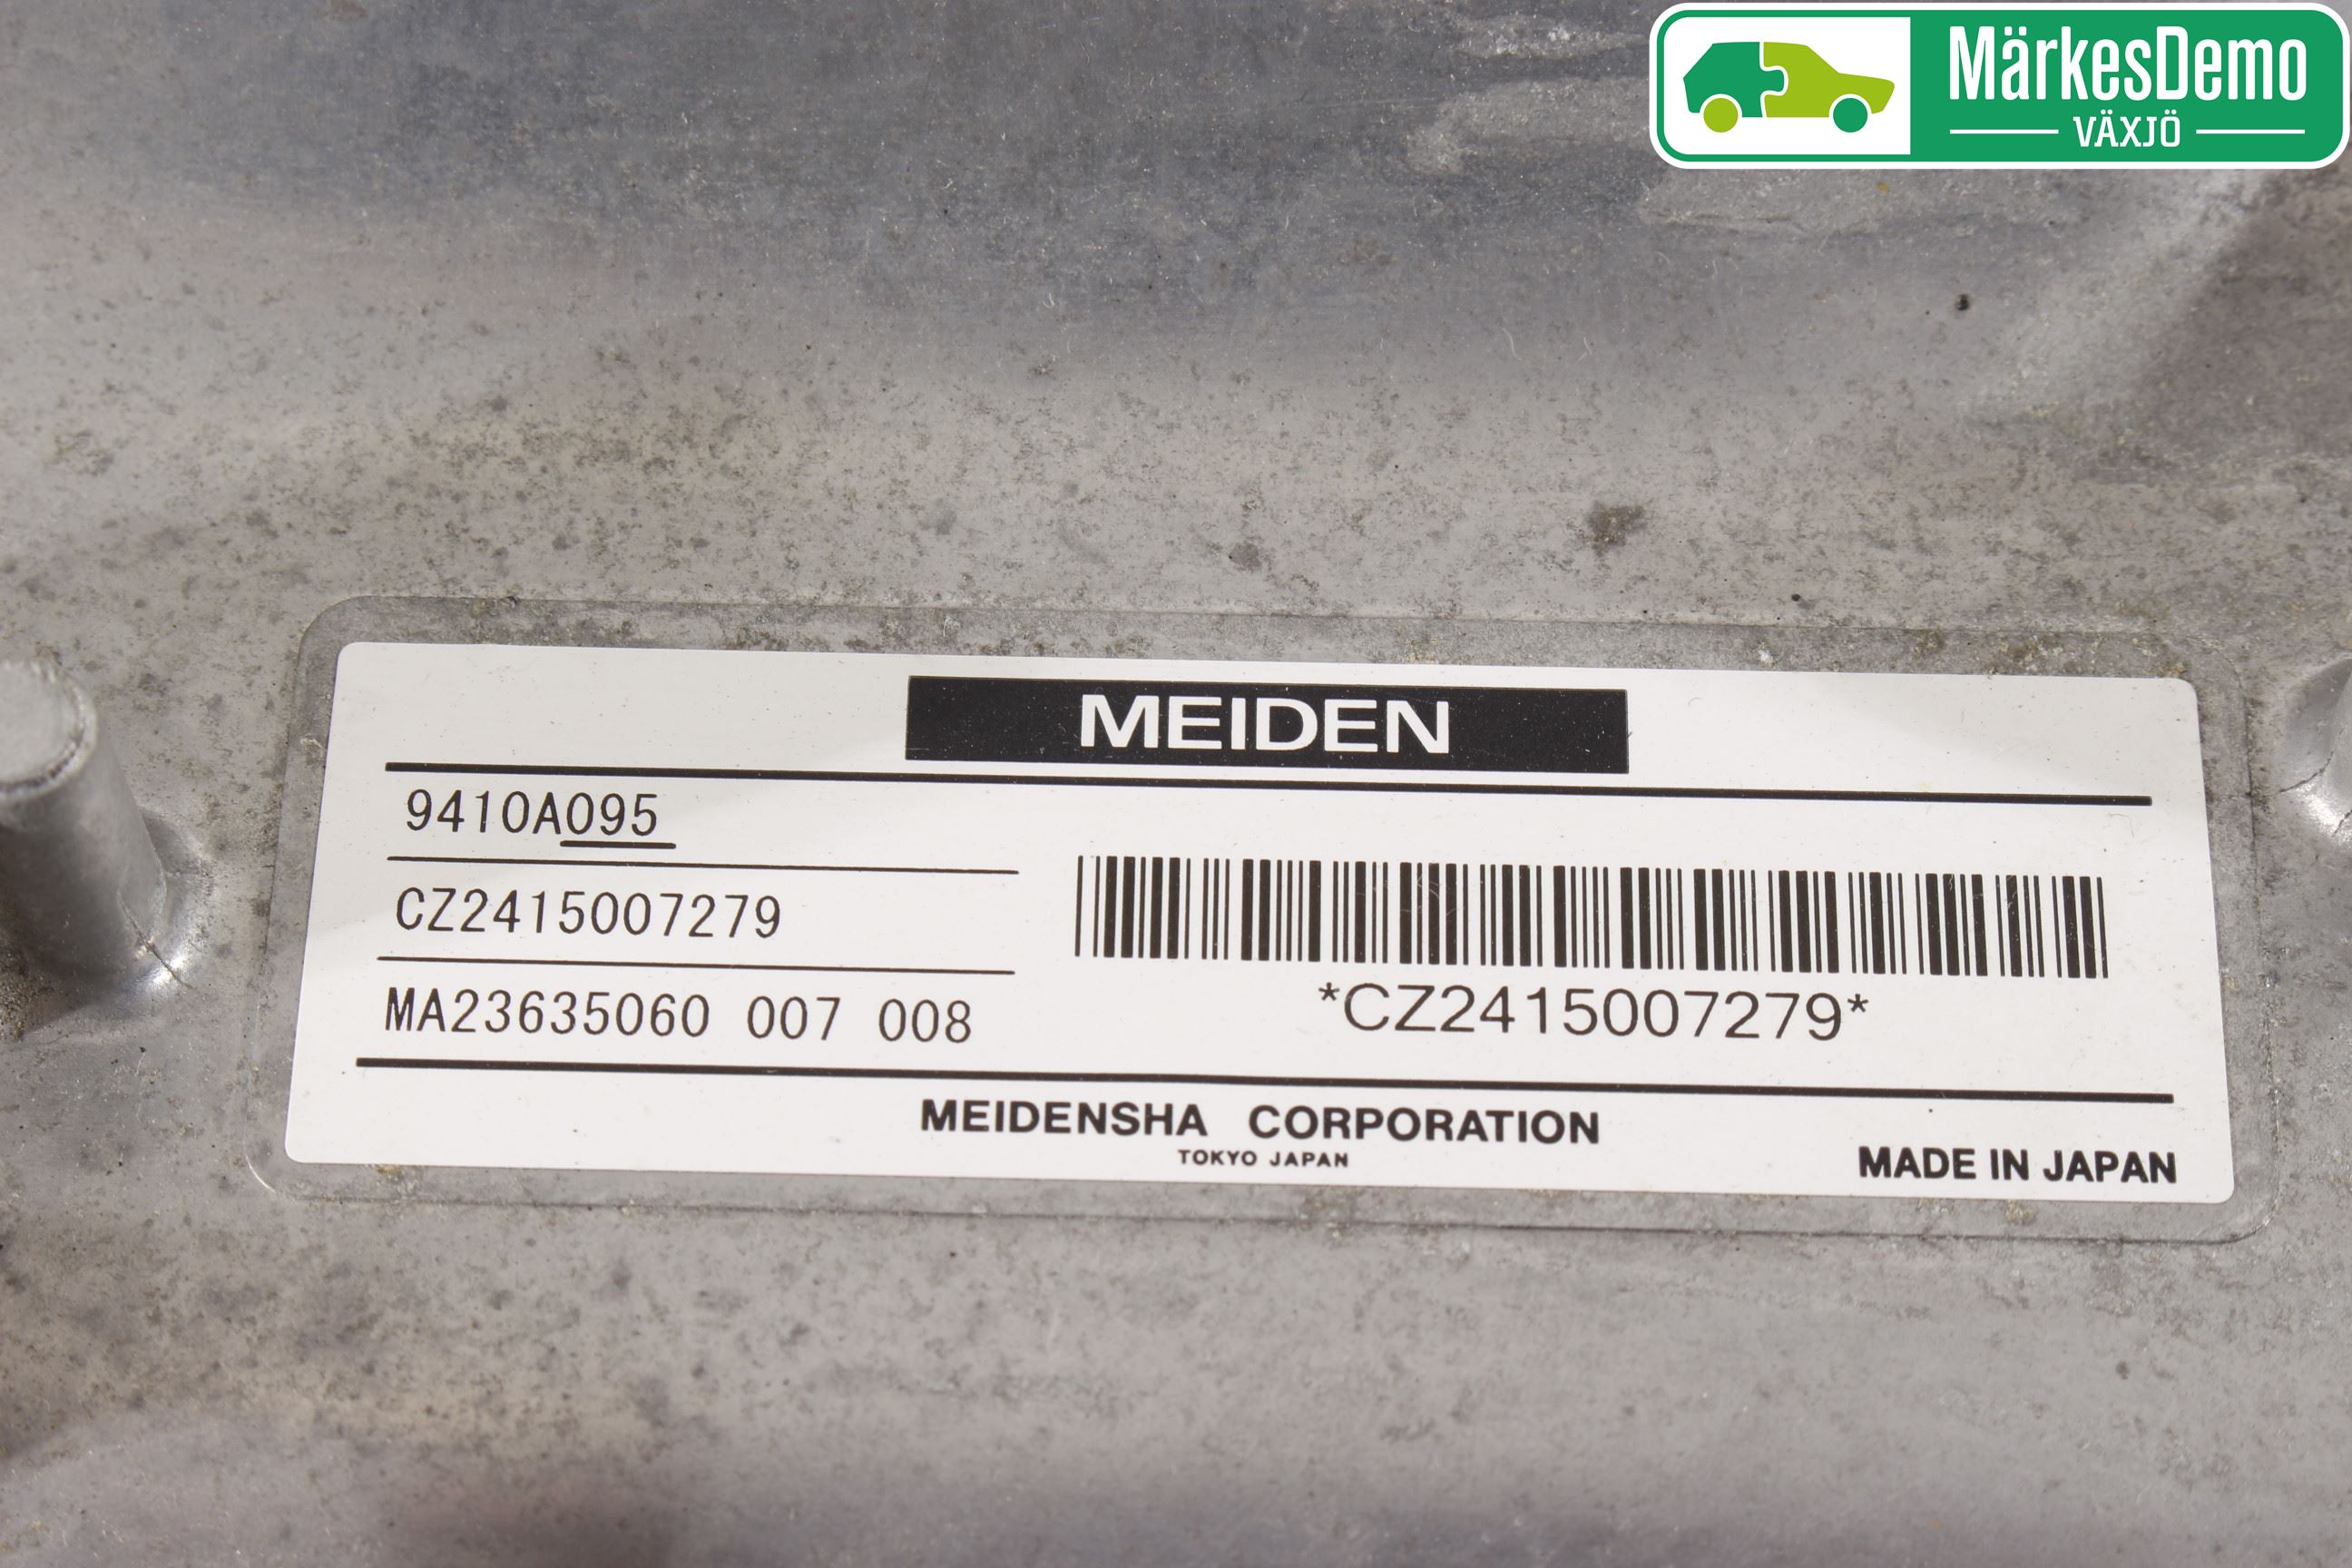 MärkesDemo
VÄXJÖ
MEIDEN
9410A095
CZ2415007279
MA23635060 007 008
*CZ2415007279*
MEIDENSHA CORPORATION
TOKYO JAPAN
MADE IN JAPAN